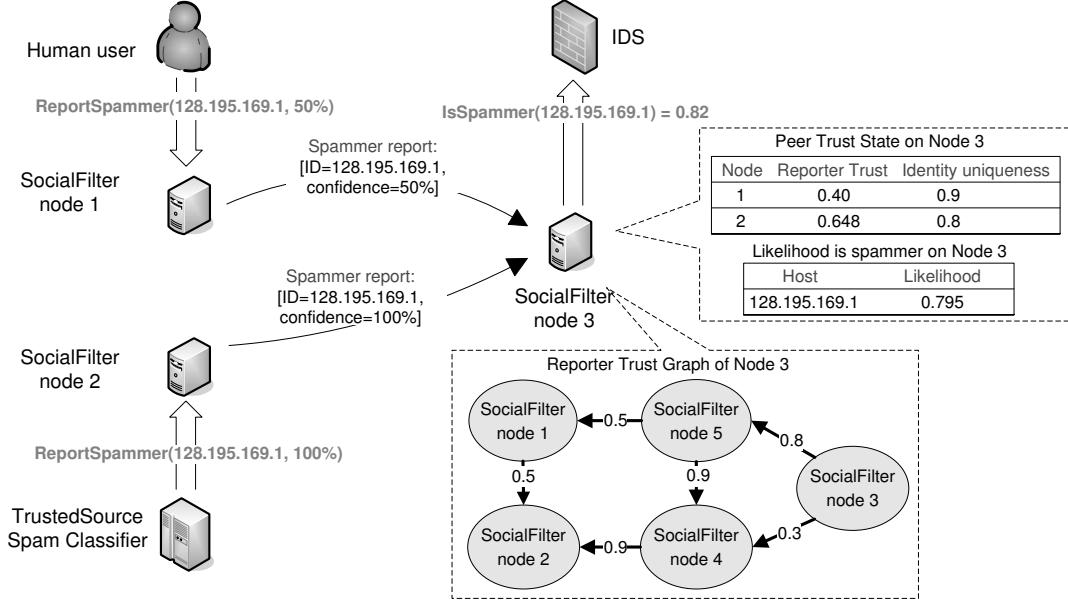 Human user
ReportSpammer(128.195.169.1, 50%)
SocialFilter
node 1
Spammer report:
[ID=128.195.169.1,
confidence=50%]
IDS
IsSpammer(128.195.169.1) = 0.82
Peer Trust State on Node 3
Node Reporter Trust Identity uniqueness
1 0.40 0.9
2 0.648 0.8
Likelihood is spammer on Node 3
Host Likelihood
128.195.169.1 0.795
SocialFilter
node 3
Spammer report:
[ID=128.195.169.1,
confidence=100%]
SocialFilter
node 2
ReportSpammer(128.195.169.1, 100%)
TrustedSource
Spam Classifier
Reporter Trust Graph of Node 3
SocialFilter
node 1
0.5
SocialFilter
node 5
0.8
SocialFilter
node 3
0.5
0.9
0.3
SocialFilter
node 2
0.9
SocialFilter
node 4